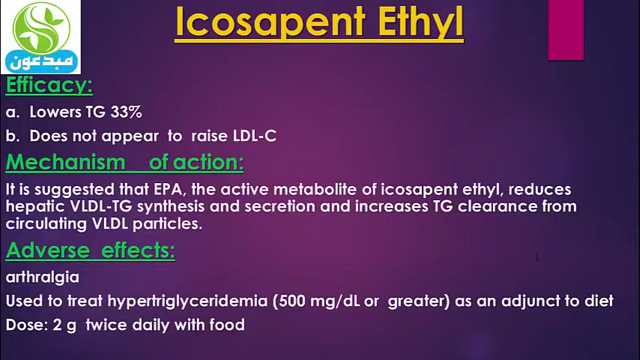 Icosapent Ethyl
مبدعون
Efficacy:
a. Lowers TG 33%
b. Does not appear to raise LDL-C
Mechanism of action:
It is suggested that EPA, the active metabolite of icosapent ethyl, reduces
hepatic VLDL-TG synthesis and secretion and increases TG clearance from
circulating VLDL particles.
Adverse effects:
arthralgia
Used to treat hypertriglyceridemia (500 mg/dL or greater) as an adjunct to diet
Dose: 2 g twice daily with food